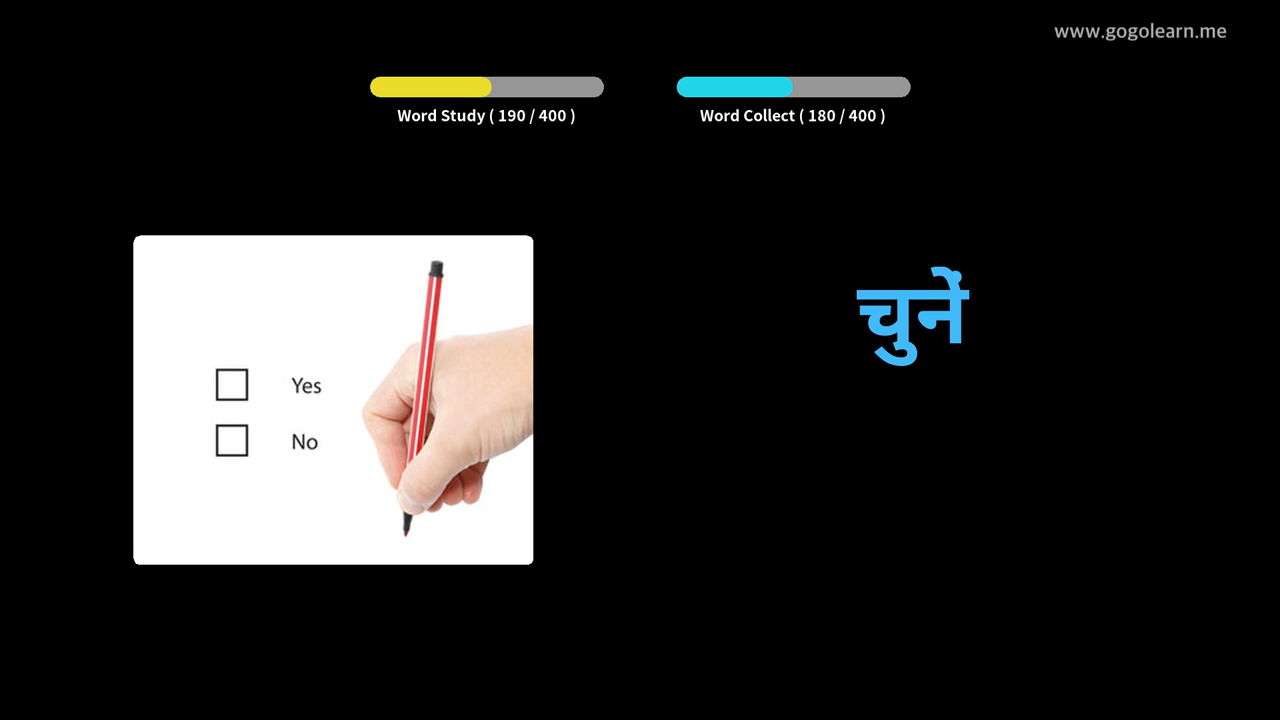 www.gogolearn.me
Word Study ( 190 / 400 )
Word Collect ( 180 / 400 )
Yes
No
चुनें